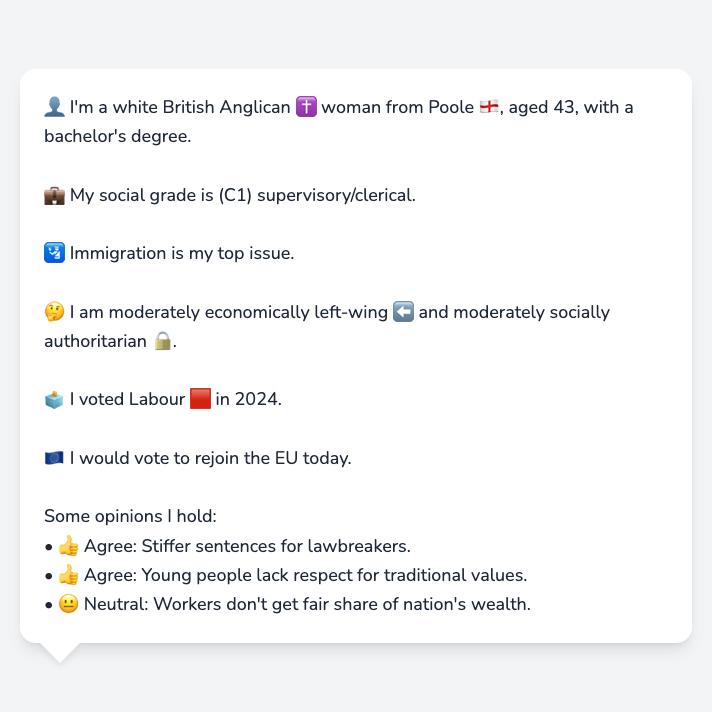 👤 I'm a white British Anglican ✝️ woman from Poole 🏴󠁧󠁢󠁥󠁮󠁧󠁿, aged 43, with a
bachelor's degree.
💼 My social grade is (C1) supervisory/clerical.
🛂 Immigration is my top issue.
🤔 I am moderately economically left-wing ⬅️ and moderately socially
authoritarian 🔒.
🗳️ I voted Labour 🟥 in 2024.
🇪🇺 I would vote to rejoin the EU today.
Some opinions I hold:
• 👍 Agree: Stiffer sentences for lawbreakers.
• 👍 Agree: Young people lack respect for traditional values.
• 😐 Neutral: Workers don't get fair share of nation's wealth.